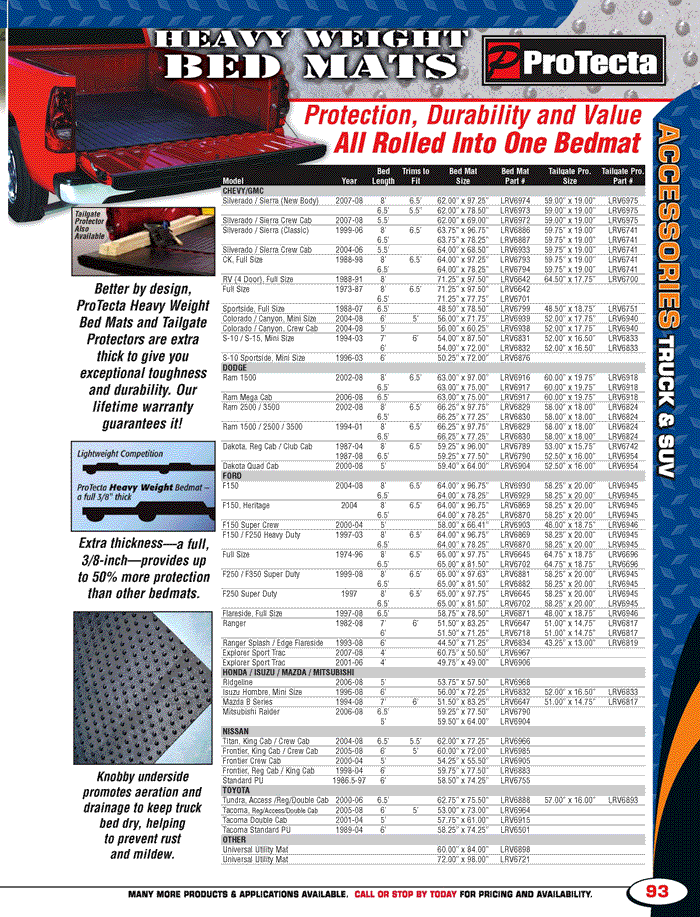 HEAVY WEIGHT
BED MATS
ProTecta
Protection, Durability and Value
All Rolled Into One Bedmat
Tailgate
Protector
Also
Available
Better by design,
ProTecta Heavy Weight
Bed Mats and Tailgate
Protectors are extra
thick to give you
exceptional toughness
and durability. Our
lifetime warranty
guarantees it!
Lightweight Competition
ProTecta Heavy Weight Bedmat –
a full 3/8" thick
Extra thickness—a full,
3/8-inch—provides up
to 50% more protection
than other bedmats.
Knobby underside
promotes aeration and
drainage to keep truck
bed dry, helping
to prevent rust
and mildew.
Bed Trims to Bed Mat Bed Mat Tailgate Pro. Tailgate Pro.
Model Year Length Fit Size Part # Size Part #
CHEVY/GMC
Silverado / Sierra (New Body) 2007-08 8' 6.5' 62.00" x 97.25" LRV6974 59.00" x 19.00" LRV6975
6.5' 5.5' 62.00" x 78.50" LRV6973 59.00" x 19.00" LRV6975
Silverado / Sierra Crew Cab 2007-08 5.5' 62.00" x 69.00" LRV6972 59.00" x 19.00" LRV6975
Silverado / Sierra (Classic) 1999-06 8' 6.5' 63.75" x 96.75" LRV6886 59.75" x 19.00" LRV6741
6.5' 63.75" x 78.25" LRV6887 59.75" x 19.00" LRV6741
Silverado / Sierra Crew Cab 2004-06 5.5' 64.00" x 68.50" LRV6933 59.75" x 19.00" LRV6741
CK, Full Size 1988-98 8' 6.5' 64.00" x 97.25" LRV6793 59.75" x 19.00" LRV6741
6.5' 64.00" x 78.25" LRV6794 59.75" x 19.00" LRV6741
RV (4 Door), Full Size 1988-91 8' 71.25" x 97.50" LRV6642 64.50" x 17.75" LRV6700
Full Size 1973-87 8' 6.5' 71.25" x 97.50" LRV6642
6.5' 71.25" x 77.75" LRV6701
Sportside, Full Size 1988-07 6.5' 48.50" x 78.50" LRV6799 48.50" x 18.75" LRV6751
Colorado / Canyon, Mini Size 2004-08 6' 5' 56.00" x 71.75" LRV6939 52.00" x 17.75" LRV6940
Colorado / Canyon, Crew Cab 2004-08 5' 56.00" x 60.25" LRV6938 52.00" x 17.75" LRV6940
S-10 / S-15, Mini Size 1994-03 7' 6' 54.00" x 87.50" LRV6831 52.00" x 16.50" LRV6833
6' 54.00" x 72.00" LRV6832 52.00" x 16.50" LRV6833
S-10 Sportside, Mini Size 1996-03 6' 50.25" x 72.00" LRV6876
DODGE
Ram 1500 2002-08 8' 6.5' 63.00" x 97.00" LRV6916 60.00" x 19.75" LRV6918
6.5' 63.00" x 75.00" LRV6917 60.00" x 19.75" LRV6918
Ram Mega Cab 2006-08 6.5' 63.00" x 75.00" LRV6917 60.00" x 19.75" LRV6918
Ram 2500 / 3500 2002-08 8' 6.5' 66.25" x 97.75" LRV6829 58.00" x 18.00" LRV6824
6.5' 66.25" x 77.25" LRV6830 58.00" x 18.00" LRV6824
Ram 1500 / 2500 / 3500 1994-01 8' 6.5' 66.25" x 97.75" LRV6829 58.00" x 18.00" LRV6824
6.5' 66.25" x 77.25" LRV6830 58.00" x 18.00" LRV6824
Dakota, Reg Cab / Club Cab 1987-04 8' 6.5' 59.25" x 96.00" LRV6789 53.00" x 15.75" LRV6742
1987-08 6.5' 59.25" x 77.50" LRV6790 52.50" x 16.00" LRV6954
Dakota Quad Cab 2000-08 5' 59.40" x 64.00" LRV6904 52.50" x 16.00" LRV6954
FORD
F150 2004-08 8' 6.5' 64.00" x 96.75" LRV6930 58.25" x 20.00" LRV6945
6.5' 64.00" x 78.25" LRV6929 58.25" x 20.00" LRV6945
F150, Heritage 2004 8' 6.5' 64.00" x 96.75" LRV6869 58.25" x 20.00" LRV6945
6.5' 64.00" x 78.25" LRV6870 58.25" x 20.00" LRV6945
F150 Super Crew 2000-04 5' 58.00" x 66.41" LRV6903 48.00" x 18.75" LRV6946
F150 / F250 Heavy Duty 1997-03 8' 6.5' 64.00" x 96.75" LRV6869 58.25" x 20.00" LRV6945
6.5' 64.00" x 78.25" LRV6870 58.25" x 20.00" LRV6945
Full Size 1974-96 8' 6.5' 65.00" x 97.75" LRV6645 64.75" x 18.75" LRV6696
6.5' 65.00" x 81.50" LRV6702 64.75" x 18.75" LRV6696
F250 / F350 Super Duty 1999-08 8' 6.5' 65.00" x 97.63" LRV6881 58.25" x 20.00" LRV6945
6.5' 65.00" x 81.50" LRV6882 58.25" x 20.00" LRV6945
F250 Super Duty 1997 8' 6.5' 65.00" x 97.75" LRV6645 58.25" x 20.00" LRV6945
6.5' 65.00" x 81.50" LRV6702 58.25" x 20.00" LRV6945
Flareside, Full Size 1997-08 6.5' 58.75" x 78.50" LRV6871 48.00" x 18.75" LRV6946
Ranger 1982-08 7' 6' 51.50" x 83.25" LRV6647 51.00" x 14.75" LRV6817
6' 51.50" x 71.25" LRV6718 51.00" x 14.75" LRV6817
Ranger Splash / Edge Flareside 1993-08 6' 44.50" x 71.25" LRV6834 43.25" x 13.00" LRV6819
Explorer Sport Trac 2007-08 4' 60.75" x 50.50" LRV6967
Explorer Sport Trac 2001-06 4' 49.75" x 49.00" LRV6906
HONDA / ISUZU / MAZDA / MITSUBISHI
Ridgeline 2006-08 5' 53.75" x 57.50" LRV6968
Isuzu Hombre, Mini Size 1996-08 6' 56.00" x 72.25" LRV6832 52.00" x 16.50" LRV6833
Mazda B Series 1994-08 7' 6' 51.50" x 83.25" LRV6647 51.00" x 14.75" LRV6817
Mitsubishi Raider 2006-08 6.5' 59.25" x 77.50" LRV6790
5' 59.50" x 64.00" LRV6904
NISSAN
Titan, King Cab / Crew Cab 2004-08 6.5' 5.5' 62.00" x 77.25" LRV6966
Frontier, King Cab / Crew Cab 2005-08 6' 5' 60.00" x 72.00" LRV6985
Frontier Crew Cab 2000-04 5' 54.25" x 55.50" LRV6905
Frontier, Reg Cab / King Cab 1998-04 6' 59.75" x 77.50" LRV6883
Standard PU 1986.5-97 6' 58.50" x 74.25" LRV6755
TOYOTA
Tundra, Access /Reg/Double Cab 2000-06 6.5' 62.75" x 75.50" LRV6888 57.00" x 16.00" LRV6893
Tacoma, Reg/Access/Double Cab 2005-08 6' 5' 53.00" x 73.00" LRV6964
Tacoma Double Cab 2001-04 5' 57.75" x 61.00" LRV6915
Tacoma Standard PU 1989-04 6' 58.25" x 74.25" LRV6501
OTHER
Universal Utility Mat 60.00" x 84.00" LRV6898
Universal Utility Mat 72.00" x 98.00" LRV6721
ACCESSORIES TRUCK & SUV
MANY MORE PRODUCTS & APPLICATIONS AVAILABLE. CALL OR STOP BY TODAY FOR PRICING AND AVAILABILITY.
93